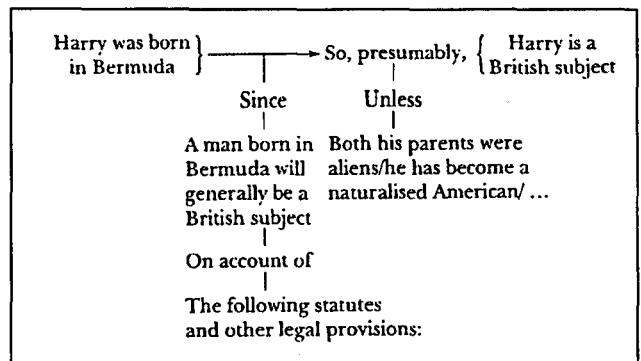 Harry was born
in Bermuda
So, presumably,
Harry is a
British subject
Since
Unless
A man born in
Bermuda will
generally be a
British subject
Both his parents were
aliens/he has become a
naturalised American/ ...
On account of
The following statutes
and other legal provisions: